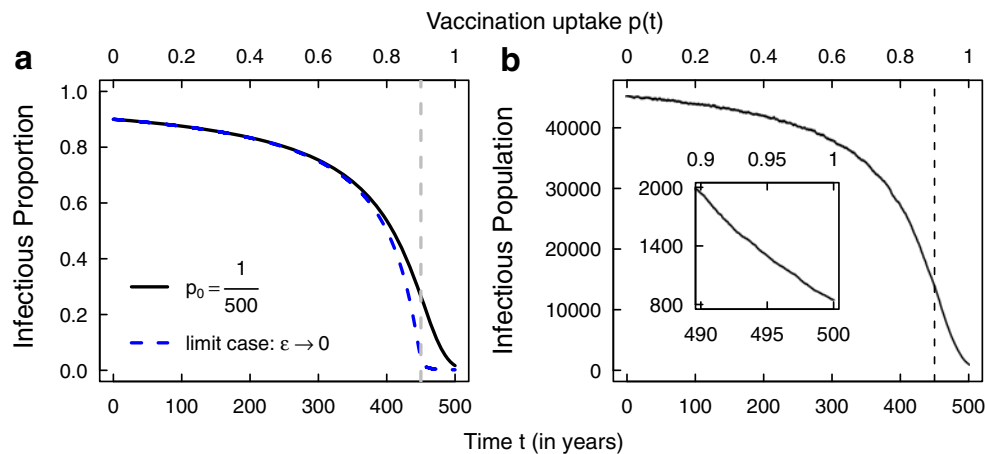 Vaccination uptake p(t)
a
0 0.2 0.4 0.6 0.8 1
1.0
0.8
0.6
0.4
0.2
0.0
Infectious Proportion
p0 = 1/500
limit case: ε → 0
0 100 200 300 400 500
b
0 0.2 0.4 0.6 0.8 1
40000
30000
20000
10000
0
Infectious Population
0.9 0.95 1
2000
1400
800
490 495 500
0 100 200 300 400 500
Time t (in years)